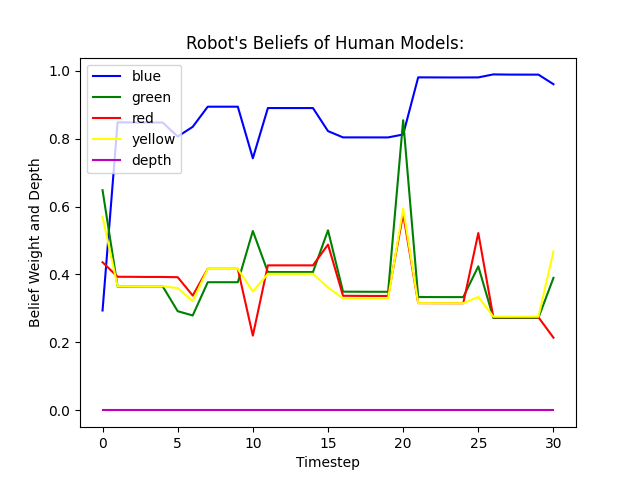 Robot's Beliefs of Human Models:
blue
green
red
yellow
depth
Belief Weight and Depth
1.0
0.8
0.6
0.4
0.2
0.0
0 5 10 15 20 25 30
Timestep